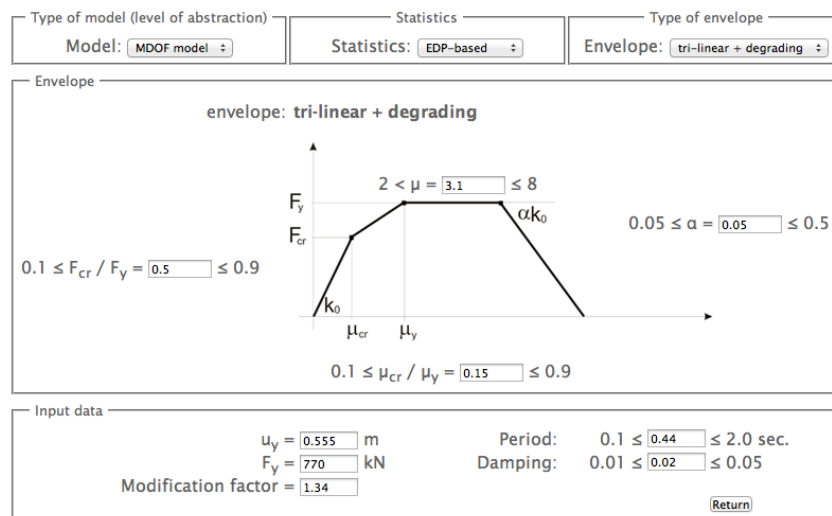 Type of model (level of abstraction)
Model: MDOF model
Statistics
Statistics: EDP-based
Type of envelope
Envelope: tri-linear + degrading
Envelope
envelope: tri-linear + degrading
2 < μ = 3.1 ≤ 8
Fy
αk0
0.05 ≤ α = 0.05 ≤ 0.5
Fcr
0.1 ≤ Fcr / Fy = 0.5 ≤ 0.9
k0
μcr
μy
0.1 ≤ μcr / μy = 0.15 ≤ 0.9
Input data
uy = 0.555 m
Period: 0.1 ≤ 0.44 ≤ 2.0 sec.
Fy = 770 kN
Damping: 0.01 ≤ 0.02 ≤ 0.05
Modification factor = 1.34
Return